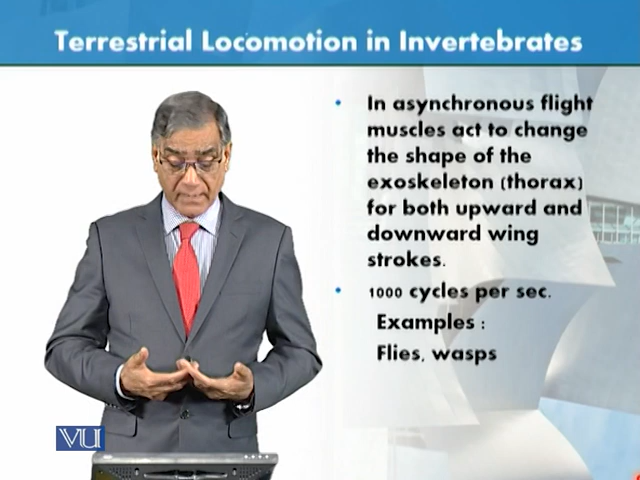 Terrestrial Locomotion in Invertebrates
• In asynchronous flight
muscles act to change
the shape of the
exoskeleton (thorax)
for both upward and
downward wing
strokes.
• 1000 cycles per sec.
Examples :
Flies, wasps
VU